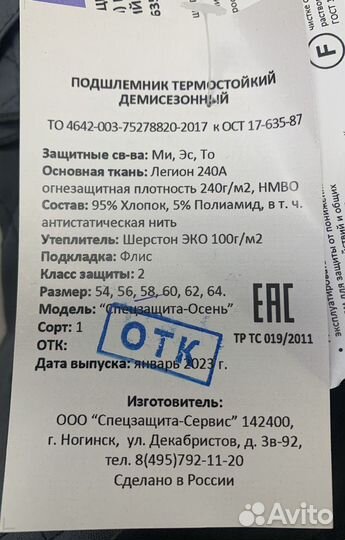 ПОДШЛЕМНИК ТЕРМОСТОЙКИЙ
ДЕМИСЕЗОННЫЙ
ТО 4642-003-75278820-2017 к ОСТ 17-635-87
Защитные св-ва: Ми, Эс, То
Основная ткань: Легион 240А
огнезащитная плотность 240г/м2, НМВО
Состав: 95% Хлопок, 5% Полиамид, в т. ч.
антистатическая нить
Утеплитель: Шерстон ЭКО 100г/м2
Подкладка: Флис
Класс защиты: 2
Размер: 54, 56, 58, 60, 62, 64.
Модель: “Спецзащита-Осень”
Сорт: 1
ОТК:
ОТК
Дата выпуска: январь 2023 г.
ЕАС
ТР ТС 019/2011
Изготовитель:
ООО “Спецзащита-Сервис” 142400,
г. Ногинск, ул. Декабристов, д. 3в-92,
тел. 8(495)792-11-20
Сделано в России
F
чистке с
раство
ГОСТ 1
Avito